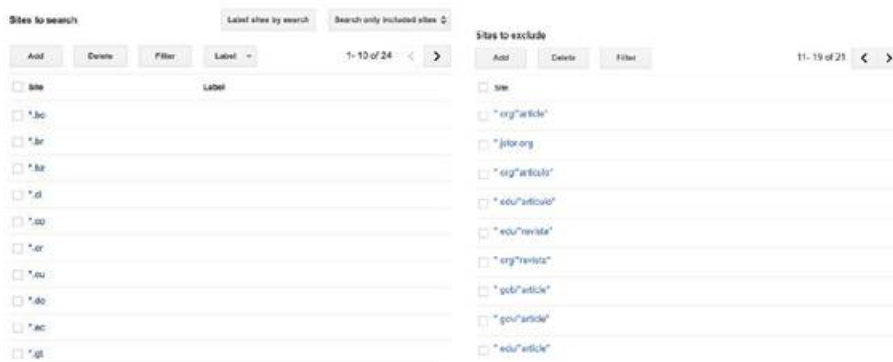 Sites to search
Label sites by search
Search only included sites
Add
Delete
Filter
Label
1-10 of 24
Site
Label
*.bo
*.br
*.bz
*.cl
*.co
*.cr
*.cu
*.do
*.ec
*.gt
Sites to exclude
Add
Delete
Filter
11-19 of 21
Site
*.org/*article*
*.jstor.org
*.org/*articulo*
*.edu/*articulo*
*.edu/*revista*
*.org/*revista*
*.gob/*article*
*.gov/*article*
*.edu/*article*